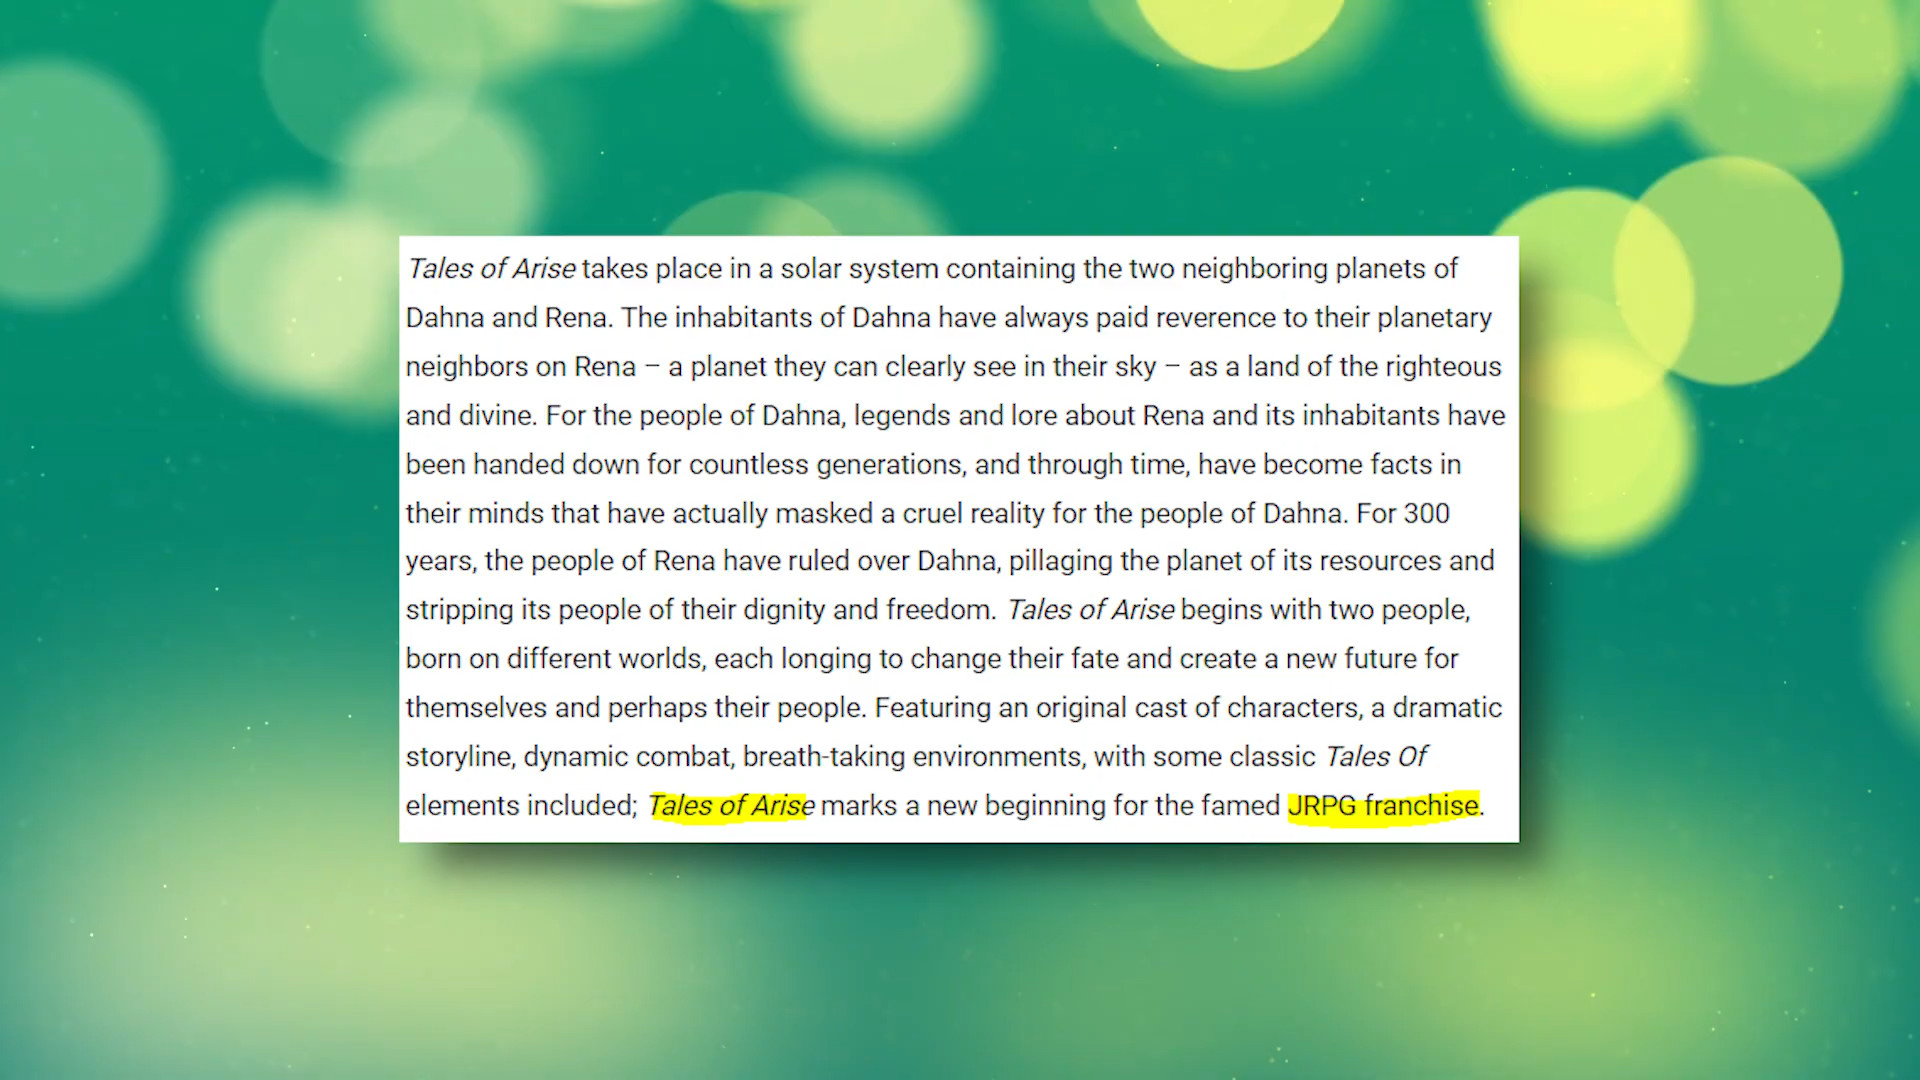 Tales of Arise takes place in a solar system containing the two neighboring planets of
Dahna and Rena. The inhabitants of Dahna have always paid reverence to their planetary
neighbors on Rena – a planet they can clearly see in their sky – as a land of the righteous
and divine. For the people of Dahna, legends and lore about Rena and its inhabitants have
been handed down for countless generations, and through time, have become facts in
their minds that have actually masked a cruel reality for the people of Dahna. For 300
years, the people of Rena have ruled over Dahna, pillaging the planet of its resources and
stripping its people of their dignity and freedom. Tales of Arise begins with two people,
born on different worlds, each longing to change their fate and create a new future for
themselves and perhaps their people. Featuring an original cast of characters, a dramatic
storyline, dynamic combat, breath-taking environments, with some classic Tales Of
elements included; Tales of Arise marks a new beginning for the famed JRPG franchise.